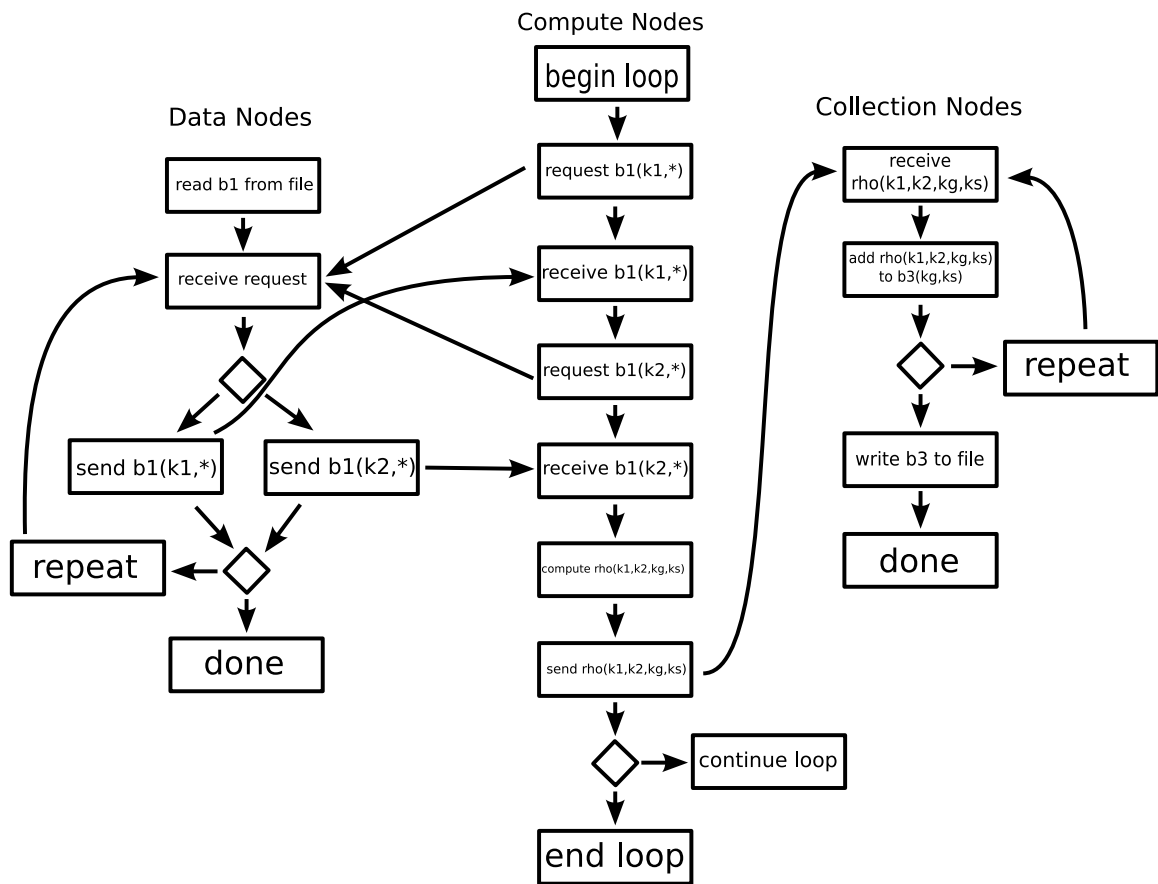 Compute Nodes
begin loop
request b1(k1,*)
receive b1(k1,*)
request b1(k2,*)
receive b1(k2,*)
compute rho(k1,k2,kg,ks)
send rho(k1,k2,kg,ks)
continue loop
end loop
Data Nodes
read b1 from file
receive request
send b1(k1,*)
send b1(k2,*)
repeat
done
Collection Nodes
receive
rho(k1,k2,kg,ks)
add rho(k1,k2,kg,ks)
to b3(kg,ks)
repeat
write b3 to file
done